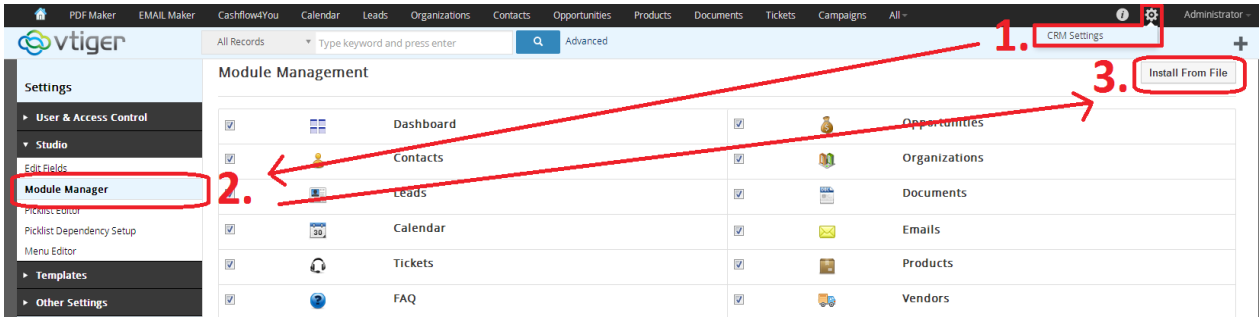 PDF Maker EMAIL Maker Cashflow4You Calendar Leads Organizations Contacts Opportunities Products Documents Tickets Campaigns All Administrator
vtiger All Records Type keyword and press enter Advanced 1. CRM Settings
Settings
Module Management
3. Install From File
User & Access Control
Studio
Edit Fields
Module Manager
2.
Picklist Editor
Picklist Dependency Setup
Menu Editor
Templates
Other Settings
Dashboard Opportunities
Contacts Organizations
Leads Documents
Calendar Emails
30
Tickets Products
FAQ Vendors